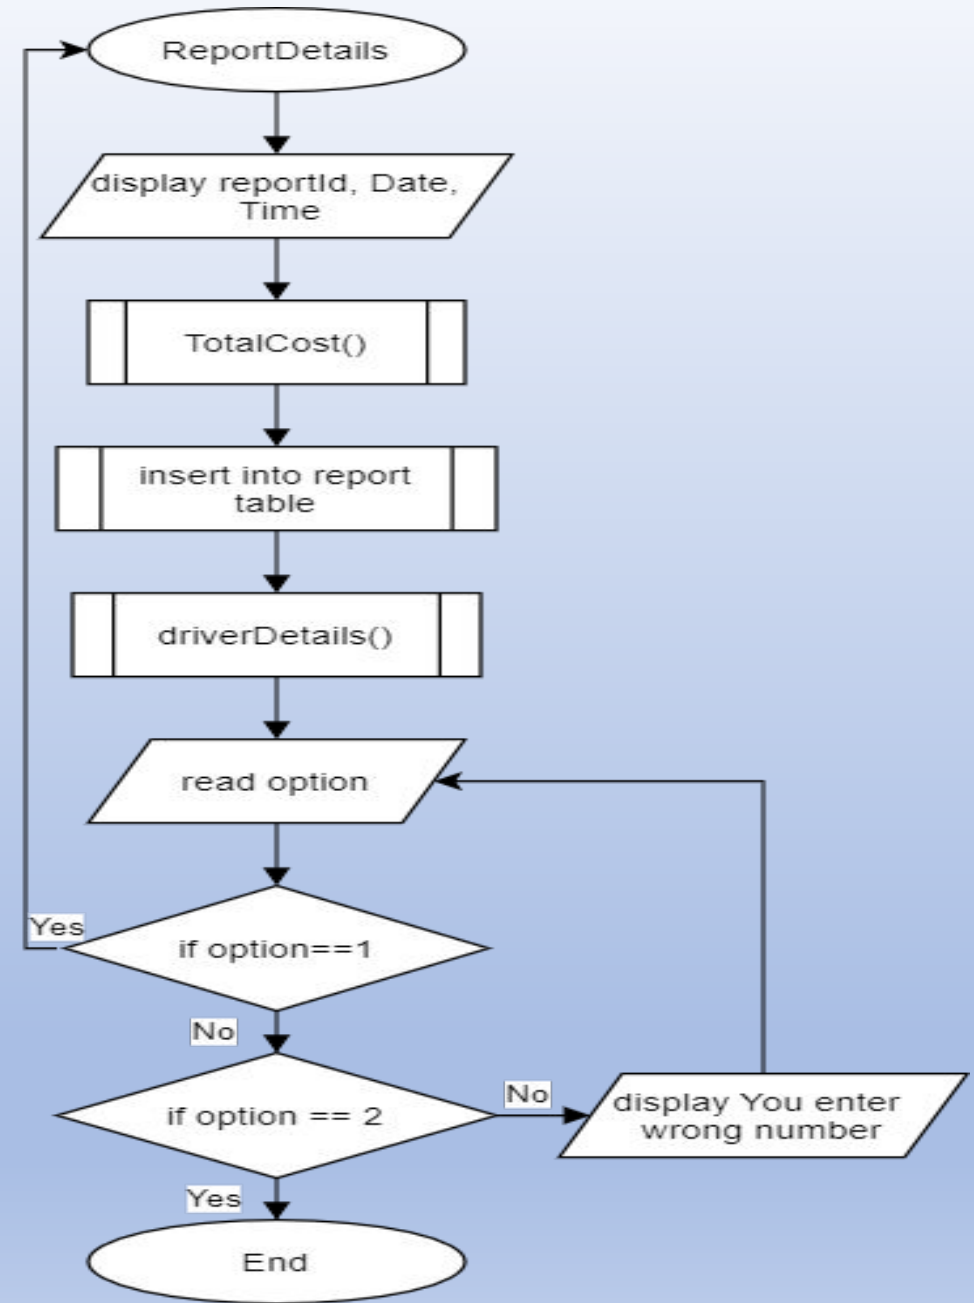 ReportDetails
display reportId, Date,
Time
TotalCost()
insert into report
table
driverDetails()
read option
Yes
if option==1
No
if option == 2
No
display You enter
wrong number
Yes
End